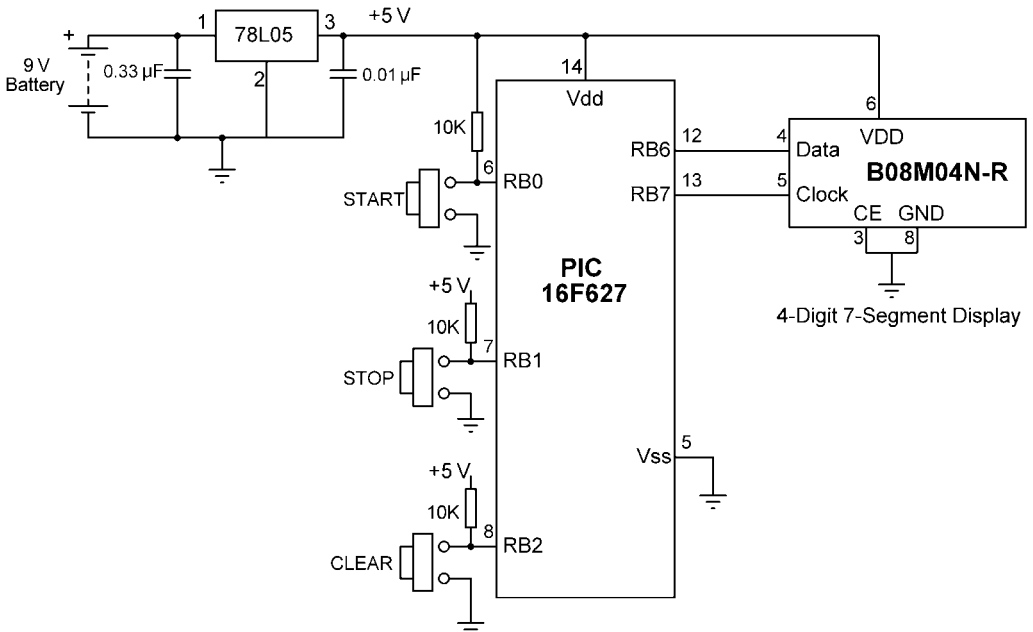 +5 V
1
78L05
3
+
9 V
Battery
0.33 µF
2
0.01 µF
14
Vdd
6
VDD
10K
RB6
12
4
Data
B08M04N-R
6
RB0
START
RB7
13
5
Clock
CE
GND
3
8
PIC
16F627
4-Digit 7-Segment Display
+5 V
10K
7
RB1
STOP
Vss
5
+5 V
10K
8
RB2
CLEAR